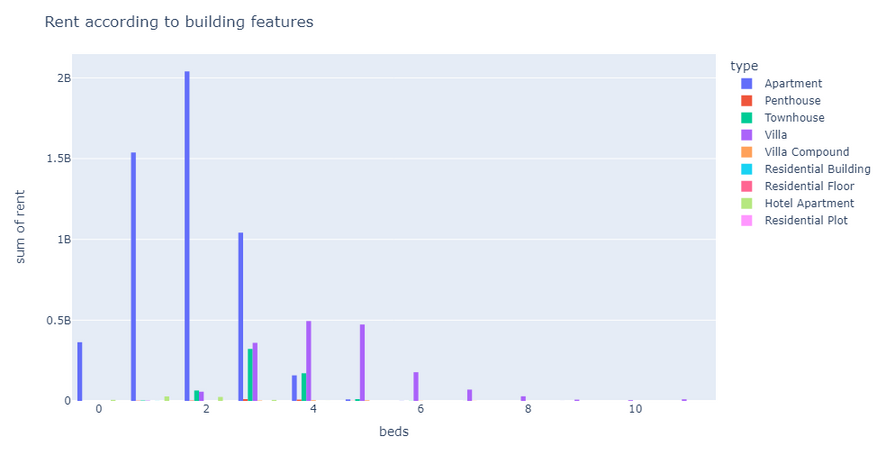 Rent according to building features
type
Apartment
Penthouse
Townhouse
Villa
Villa Compound
Residential Building
Residential Floor
Hotel Apartment
Residential Plot
sum of rent
2B
1.5B
1B
0.5B
0
0 2 4 6 8 10
beds